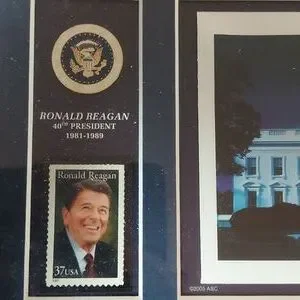 RONALD REAGAN
40TH PRESIDENT
1981-1989
Ronald Reagan
37USA
©2005 ASC